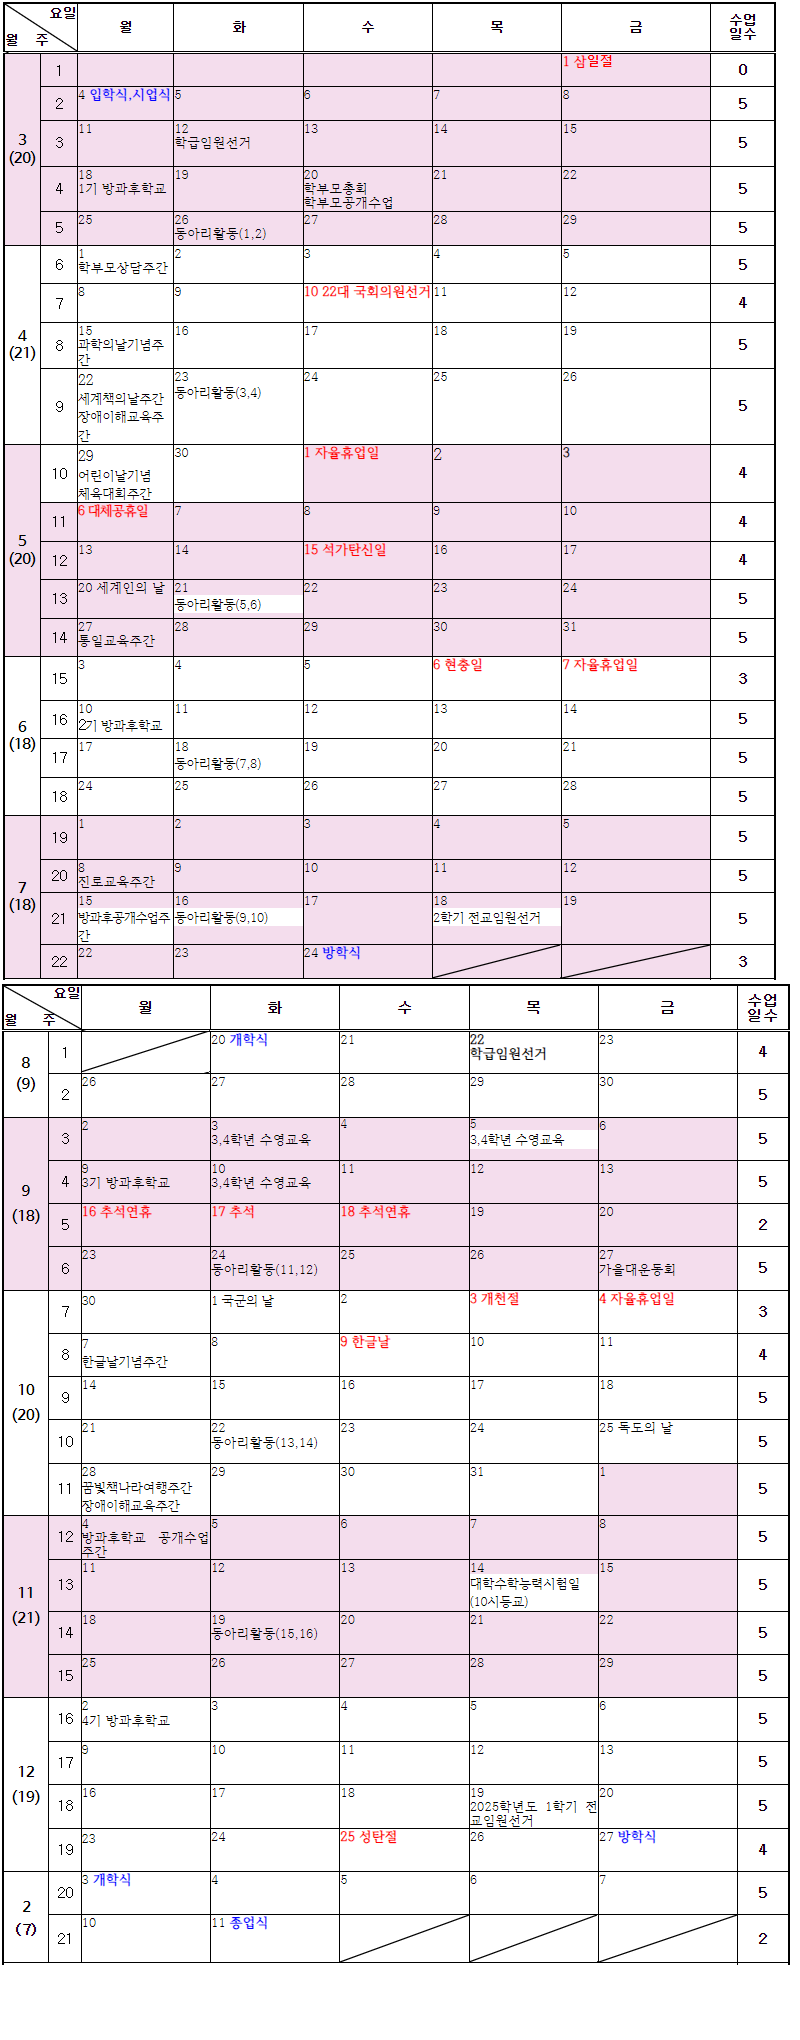 요일
월 주 월 화 수 목 금 수업
일수
3
(20)
1 1 삼일절 0
2 4 입학식,시업식 5 6 7 8 5
3 11 12 13 14 15 5
학급임원선거
4 18 19 20 21 22 5
1기 방과후학교 학부모총회
학부모공개수업
5 25 26 27 28 29 5
동아리활동(1,2)
4
(21)
6 1 2 3 4 5 5
학부모상담주간
7 8 9 10 22대 국회의원선거 11 12 4
8 15 16 17 18 19 5
과학의날기념주
간
9 22 23 24 25 26 5
세계책의날주간 동아리활동(3,4)
장애이해교육주
간
5
(20)
10 29 30 1 자율휴업일 2 3 4
어린이날기념
체육대회주간
11 6 대체공휴일 7 8 9 10 4
12 13 14 15 석가탄신일 16 17 4
13 20 세계인의 날 21 22 23 24 5
동아리활동(5,6)
14 27 28 29 30 31 5
통일교육주간
6
(18)
15 3 4 5 6 현충일 7 자율휴업일 3
16 10 11 12 13 14 5
2기 방과후학교
17 17 18 19 20 21 5
동아리활동(7,8)
18 24 25 26 27 28 5
7
(18)
19 1 2 3 4 5 5
20 8 9 10 11 12 5
진로교육주간
21 15 16 17 18 19 5
방과후공개수업주 동아리활동(9,10) 2학기 전교임원선거
간
22 22 23 24 방학식 3
요일
월 주 월 화 수 목 금 수업
일수
8
(9)
1 20 개학식 21 22 23 4
학급임원선거
2 26 27 28 29 30 5
9
(18)
3 2 3 4 5 6 5
3,4학년 수영교육 3,4학년 수영교육
4 9 10 11 12 13 5
3기 방과후학교 3,4학년 수영교육
5 16 추석연휴 17 추석 18 추석연휴 19 20 2
6 23 24 25 26 27 5
동아리활동(11,12) 가을대운동회
10
(20)
7 30 1 국군의 날 2 3 개천절 4 자율휴업일 3
8 7 8 9 한글날 10 11 4
한글날기념주간
9 14 15 16 17 18 5
10 21 22 23 24 25 독도의 날 5
동아리활동(13,14)
11 28 29 30 31 1 5
꿈빛책나라여행주간
장애이해교육주간
11
(21)
12 4 5 6 7 8 5
방과후학교 공개수업
주간
13 11 12 13 14 15 5
대학수학능력시험일
(10시등교)
14 18 19 20 21 22 5
동아리활동(15,16)
15 25 26 27 28 29 5
12
(19)
16 2 3 4 5 6 5
4기 방과후학교
17 9 10 11 12 13 5
18 16 17 18 19 20 5
2025학년도 1학기 전
교임원선거
19 23 24 25 성탄절 26 27 방학식 4
2
(7)
20 3 개학식 4 5 6 7 5
21 10 11 종업식 2